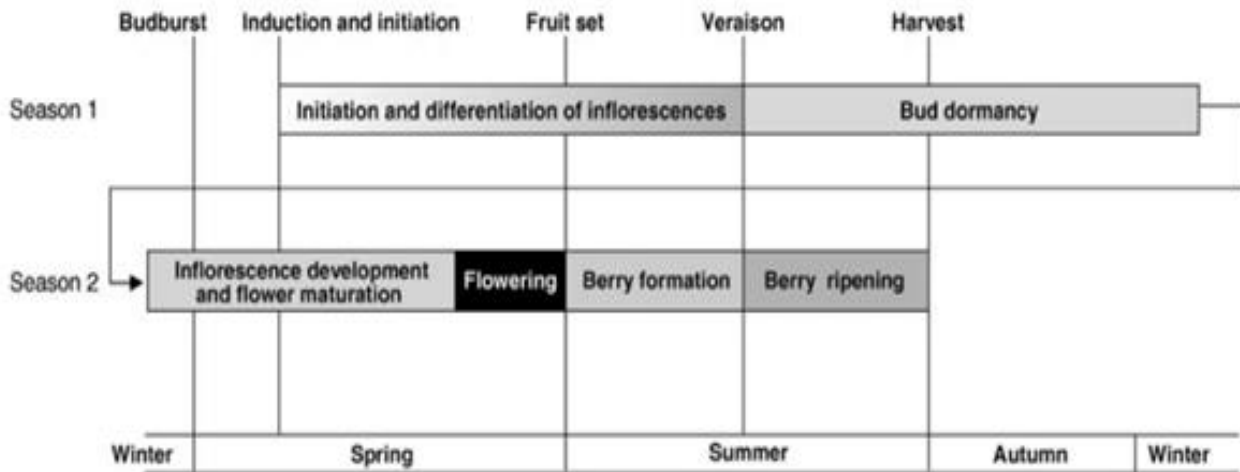 Budburst Induction and initiation Fruit set Veraison Harvest
Season 1 Initiation and differentiation of inflorescences Bud dormancy
Season 2 Inflorescence development and flower maturation Flowering Berry formation Berry ripening
Winter Spring Summer Autumn Winter